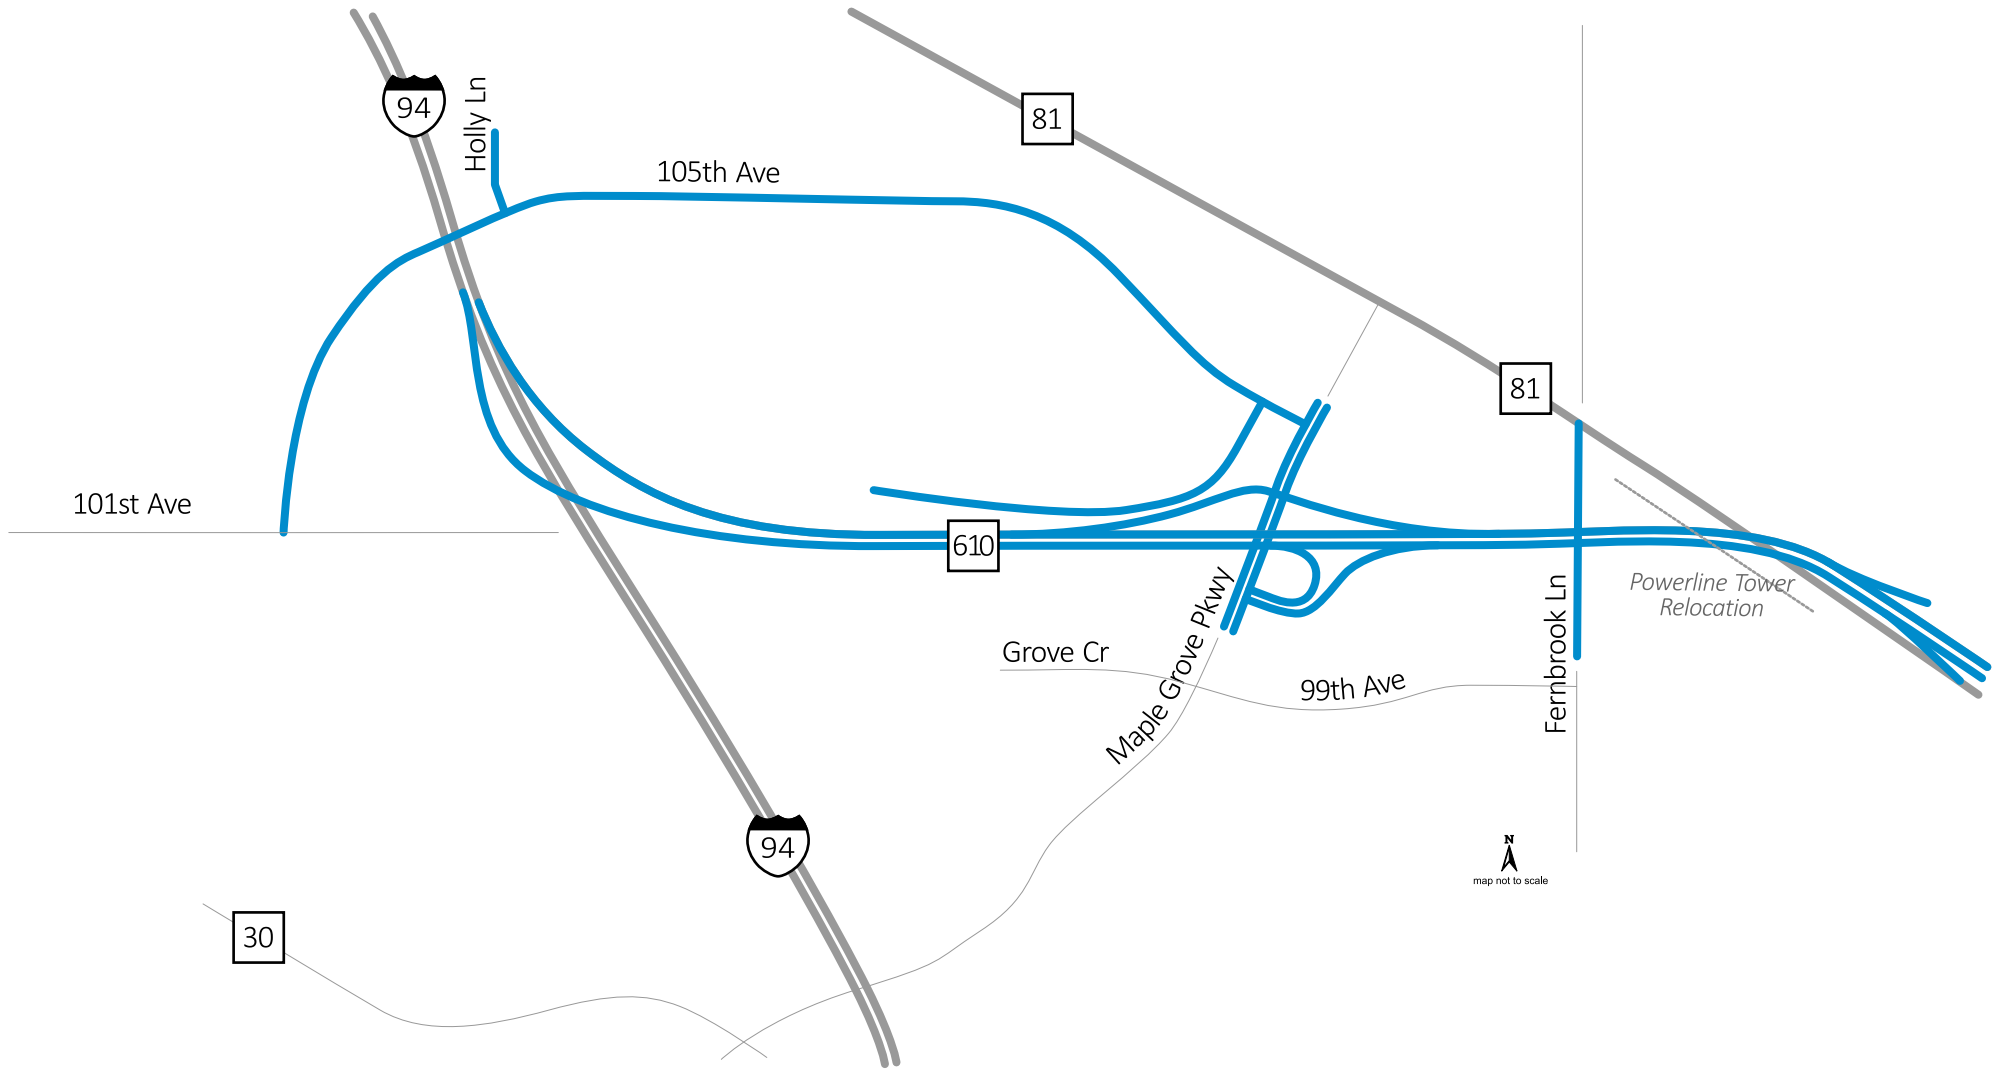 94
Holly Ln
81
105th Ave
81
101st Ave
610
Powerline Tower
Relocation
Fernbrook Ln
Maple Grove Pkwy
Grove Cr
99th Ave
94
N
map not to scale
30